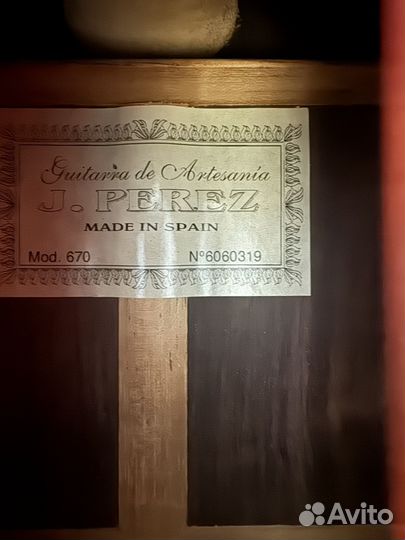 Guitarra de Artesanía
J. PEREZ
MADE IN SPAIN
Mod. 670 Nº6060319
Avito